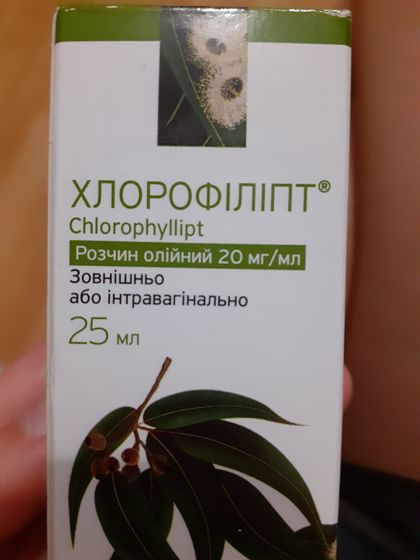 ХЛОРОФІЛІПТ®
Chlorophyllipt
Розчин олійний 20 мг/мл
Зовнішньо
або інтравагінально
25 мл